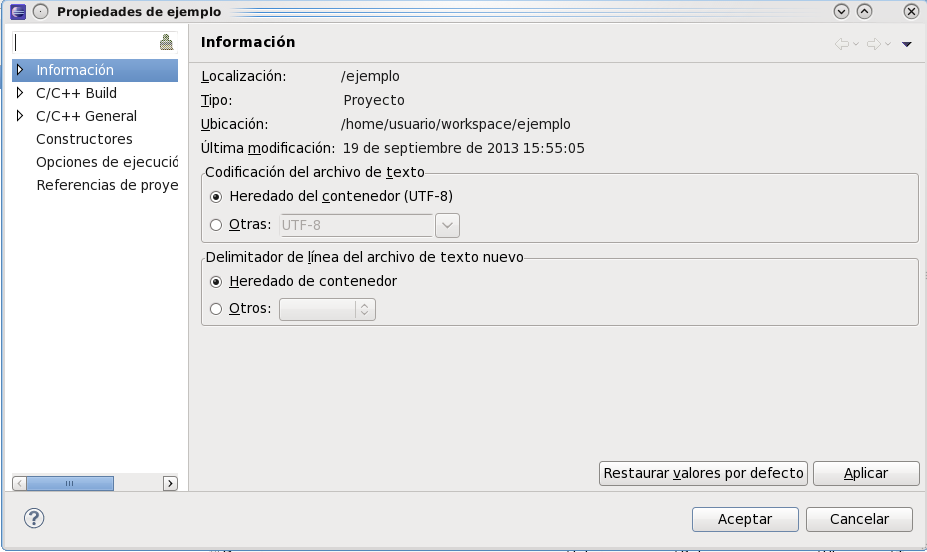 Propiedades de ejemplo
Información
C/C++ Build
C/C++ General
Constructores
Opciones de ejecució
Referencias de proye
Información
Localización: /ejemplo
Tipo: Proyecto
Ubicación: /home/usuario/workspace/ejemplo
Última modificación: 19 de septiembre de 2013 15:55:05
Codificación del archivo de texto
Heredado del contenedor (UTF-8)
Otras: UTF-8
Delimitador de línea del archivo de texto nuevo
Heredado de contenedor
Otros:
Restaurar valores por defecto Aplicar
Aceptar Cancelar